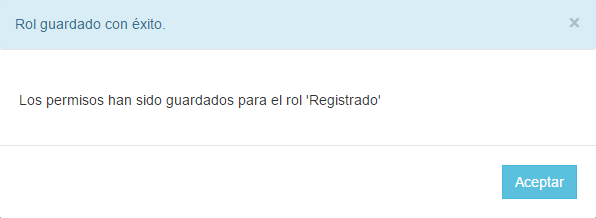 Rol guardado con éxito.
×
Los permisos han sido guardados para el rol 'Registrado'
Aceptar